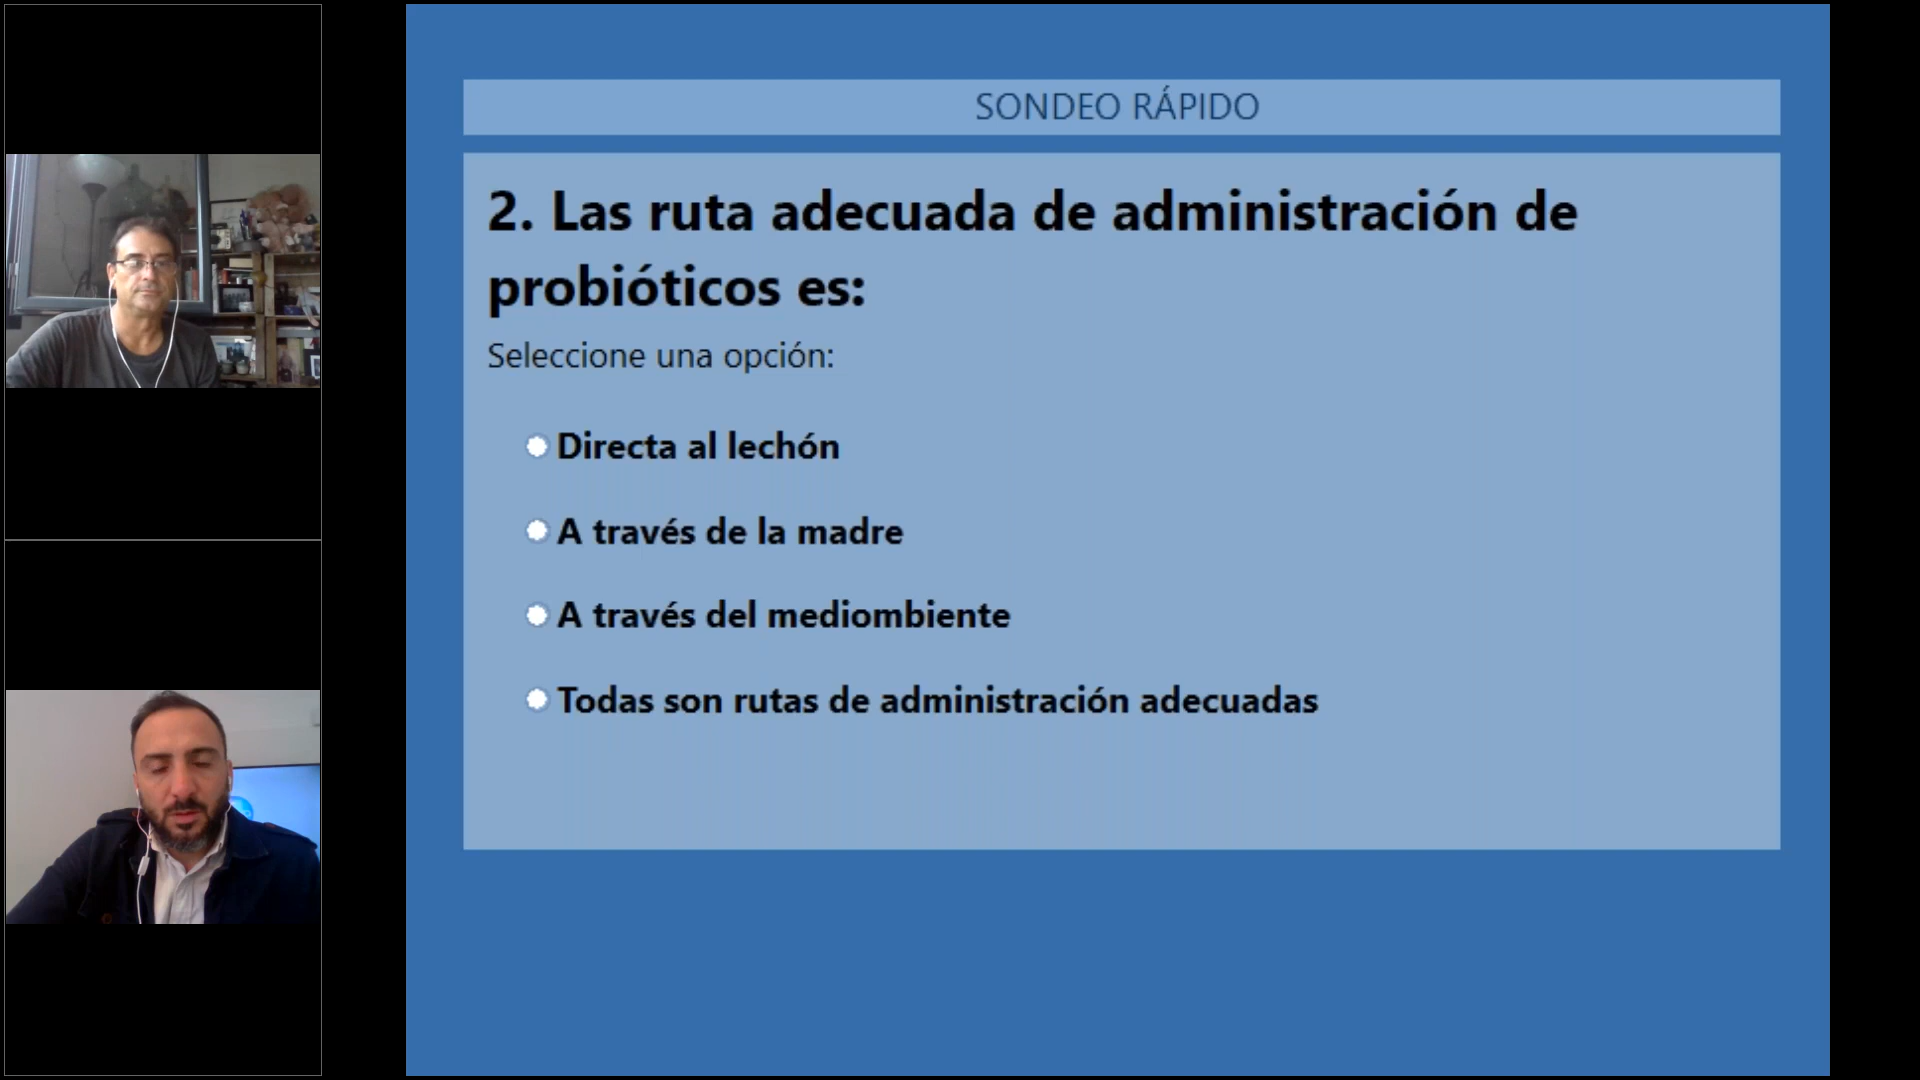 SONDEO RÁPIDO
2. Las ruta adecuada de administración de
probióticos es:
Seleccione una opción:
Directa al lechón
A través de la madre
A través del mediombiente
Todas son rutas de administración adecuadas